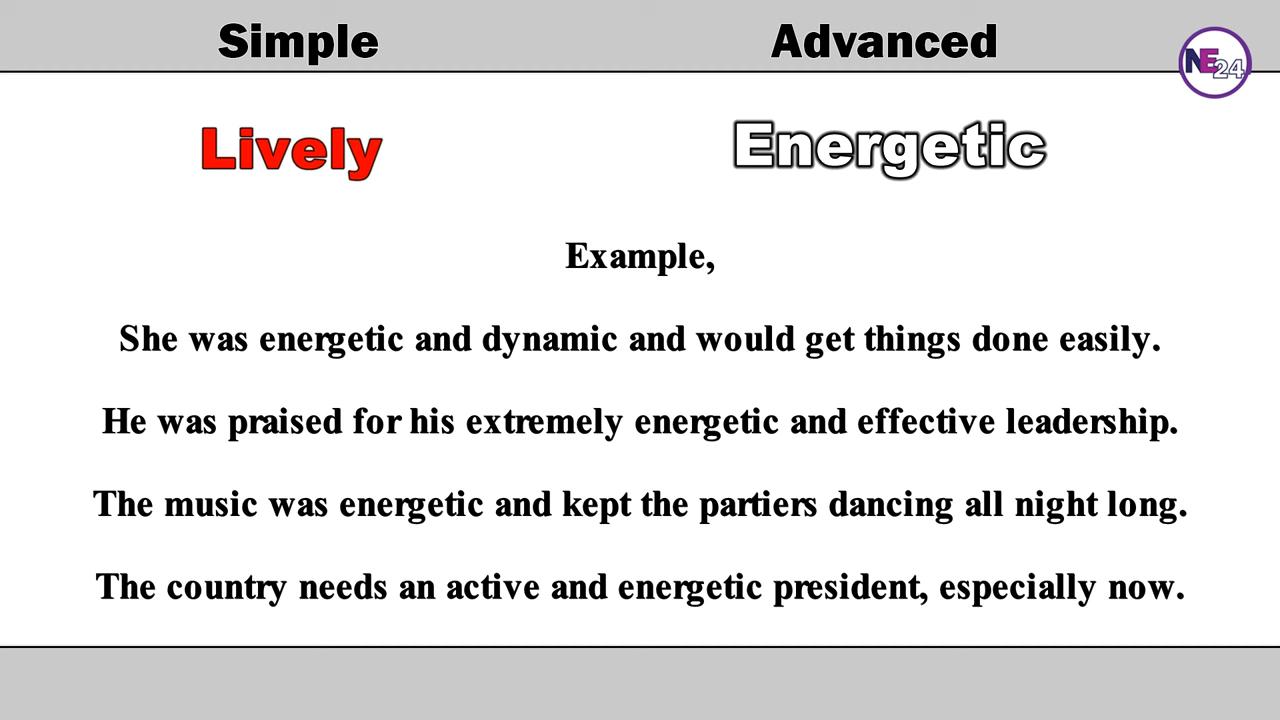 Simple
Advanced
NE24
Lively
Energetic
Example,
She was energetic and dynamic and would get things done easily.
He was praised for his extremely energetic and effective leadership.
The music was energetic and kept the partiers dancing all night long.
The country needs an active and energetic president, especially now.